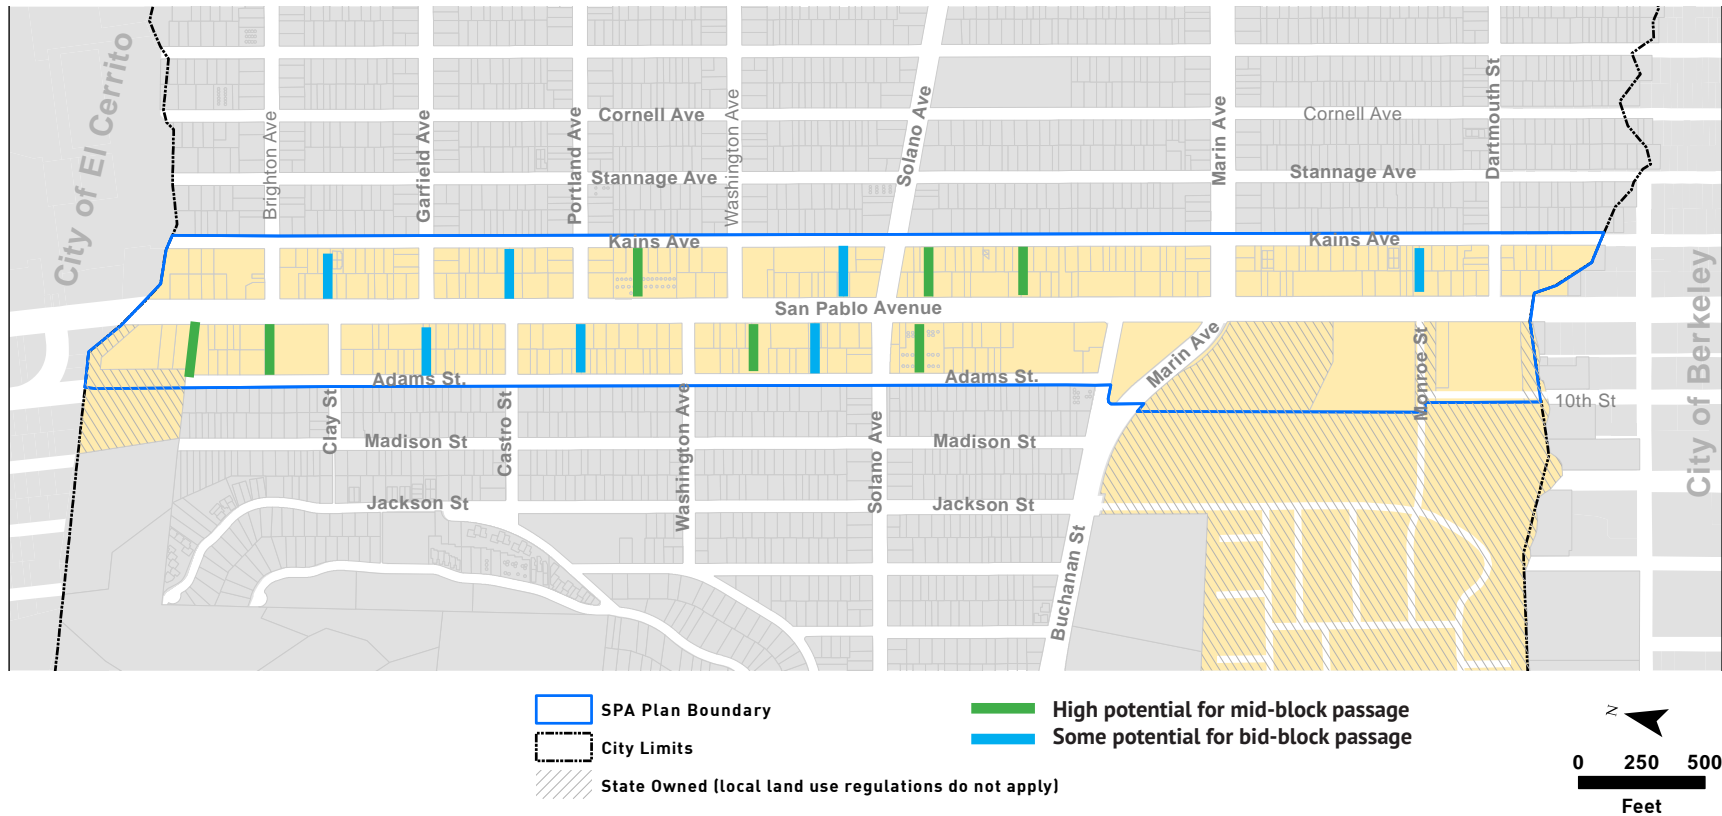 City of El Cerrito
Brighton Ave
Garfield Ave
Portland Ave
Cornell Ave
Washington Ave
Stannage Ave
Solano Ave
Marin Ave
Cornell Ave
Stannage Ave
Dartmouth St
Kains Ave
Kains Ave
San Pablo Avenue
City of Berkeley
Adams St.
Adams St.
Marin Ave
Monroe St
10th St
Clay St
Castro St
Washington Ave
Solano Ave
Madison St
Madison St
Jackson St
Jackson St
Buchanan St
SPA Plan Boundary
City Limits
State Owned (local land use regulations do not apply)
High potential for mid-block passage
Some potential for bid-block passage
N
0 250 500
Feet